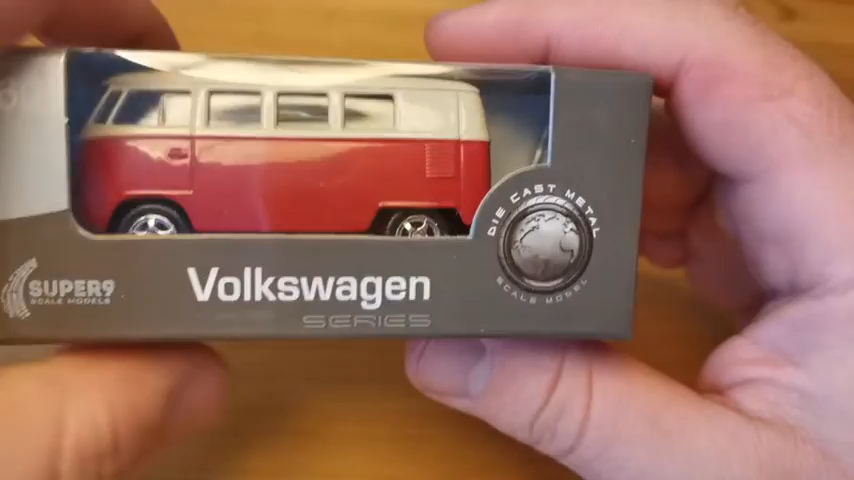 SUPER9
SCALE MODELS
Volkswagen
SERIES
DIE CAST METAL
SCALE MODEL